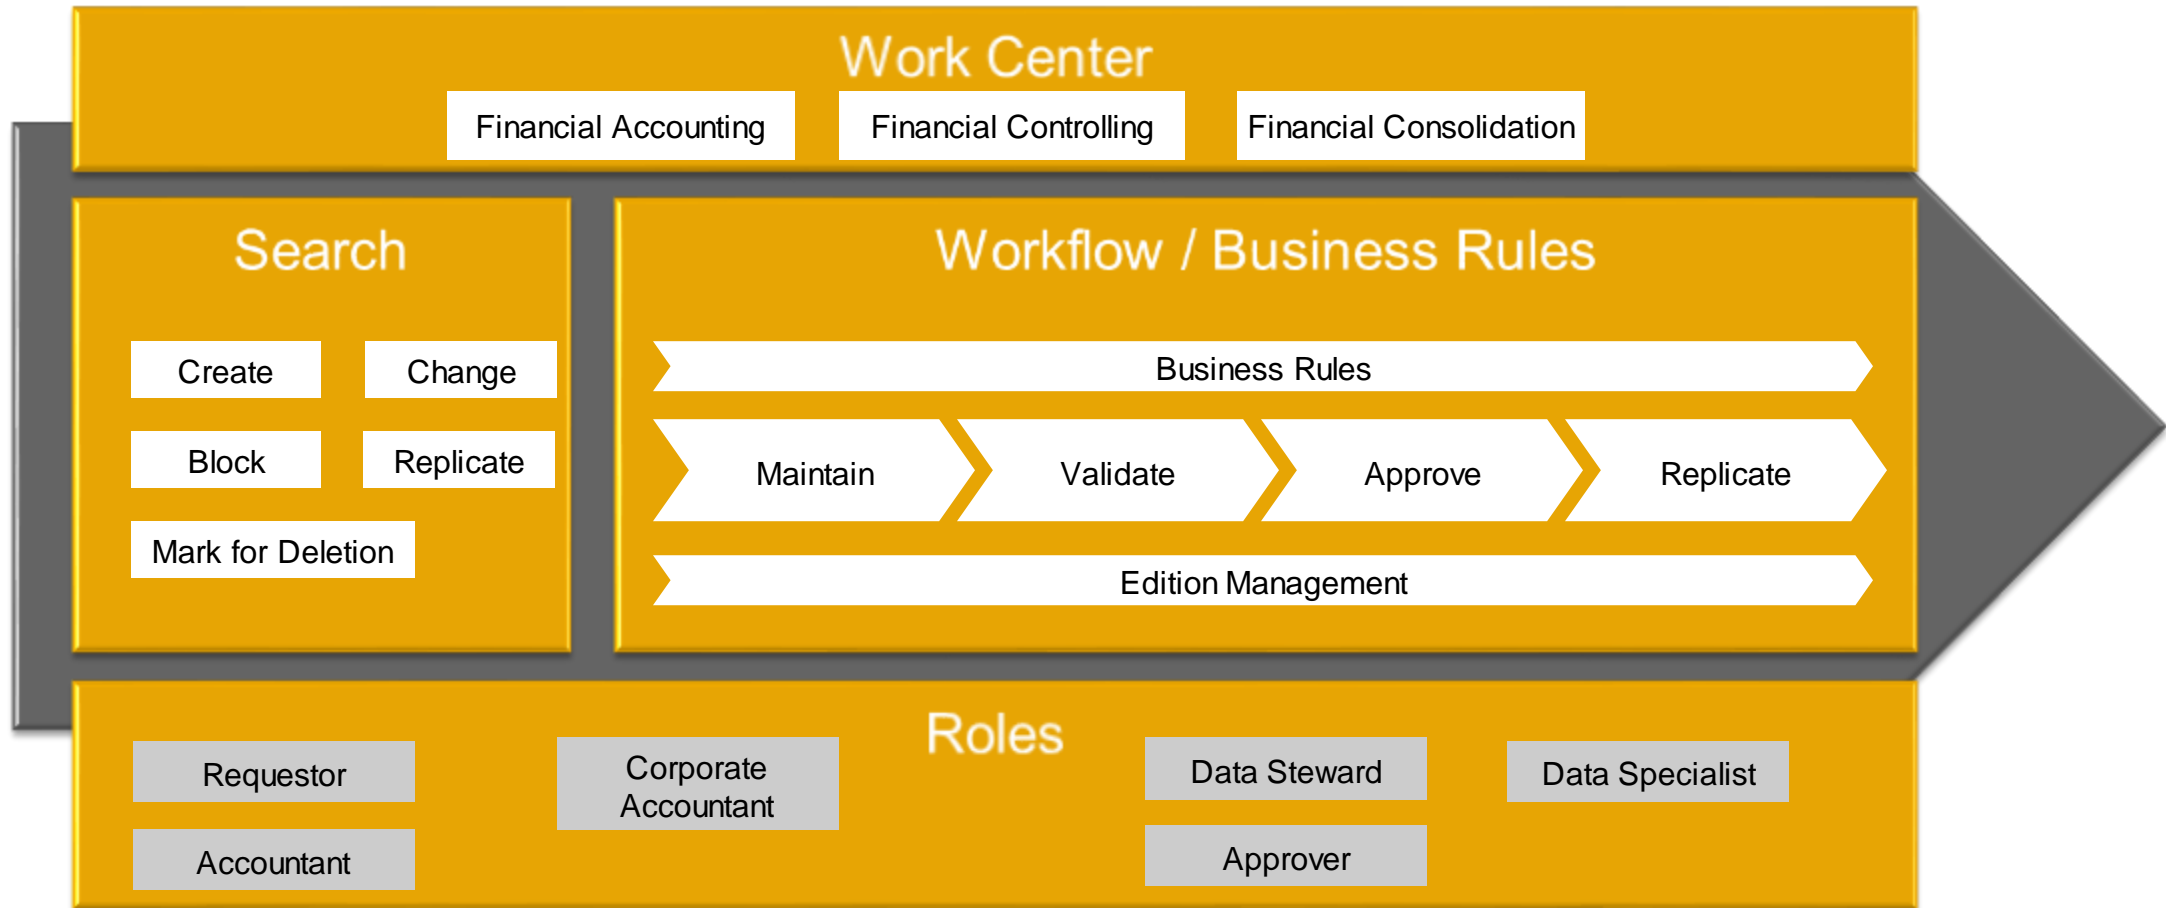 Work Center
Financial Accounting
Financial Controlling
Financial Consolidation
Search
Create
Change
Block
Replicate
Mark for Deletion
Workflow / Business Rules
Business Rules
Maintain
Validate
Approve
Replicate
Edition Management
Roles
Requestor
Accountant
Corporate
Accountant
Data Steward
Approver
Data Specialist